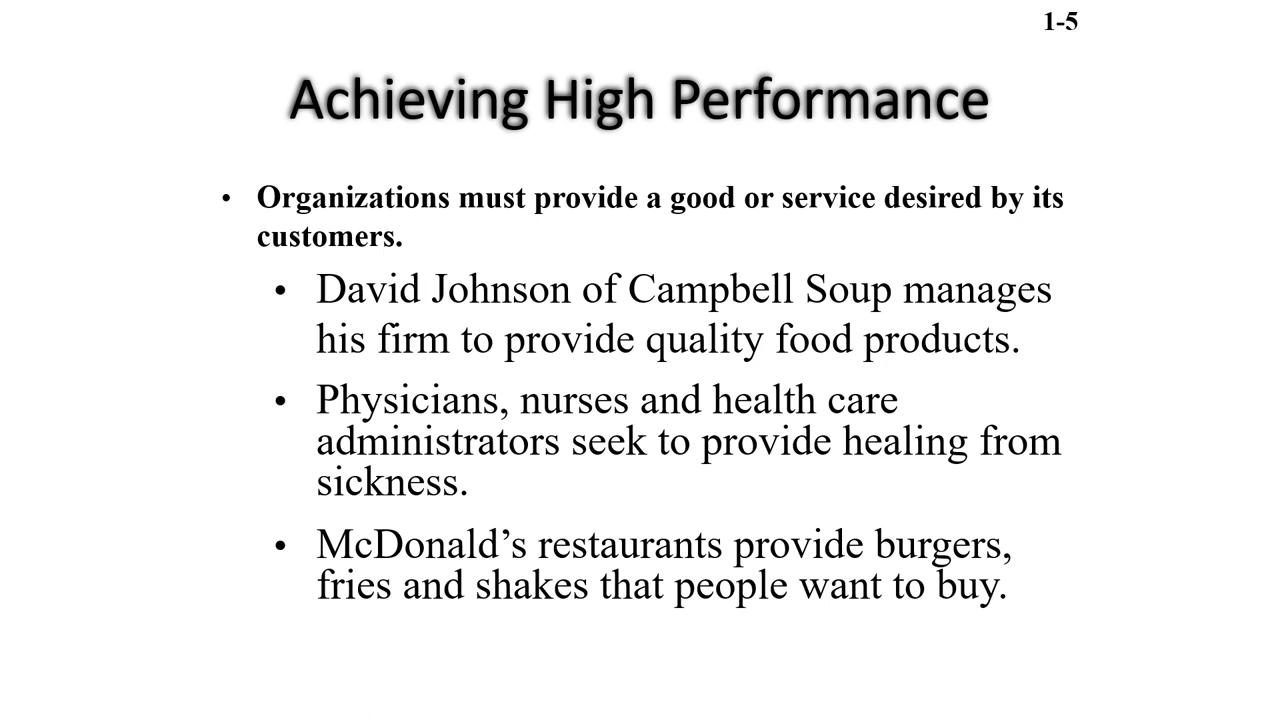 1-5
Achieving High Performance
• Organizations must provide a good or service desired by its
customers.
• David Johnson of Campbell Soup manages
his firm to provide quality food products.
• Physicians, nurses and health care
administrators seek to provide healing from
sickness.
• McDonald’s restaurants provide burgers,
fries and shakes that people want to buy.